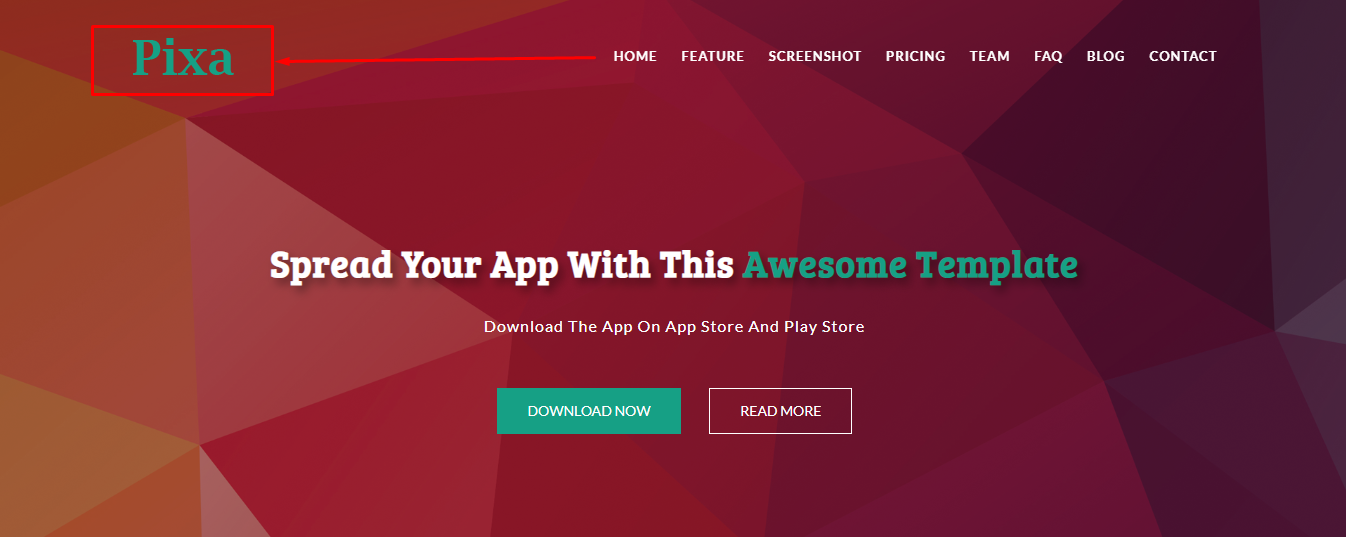 Pixa
HOME FEATURE SCREENSHOT PRICING TEAM FAQ BLOG CONTACT
Spread Your App With This Awesome Template
Download The App On App Store And Play Store
DOWNLOAD NOW READ MORE